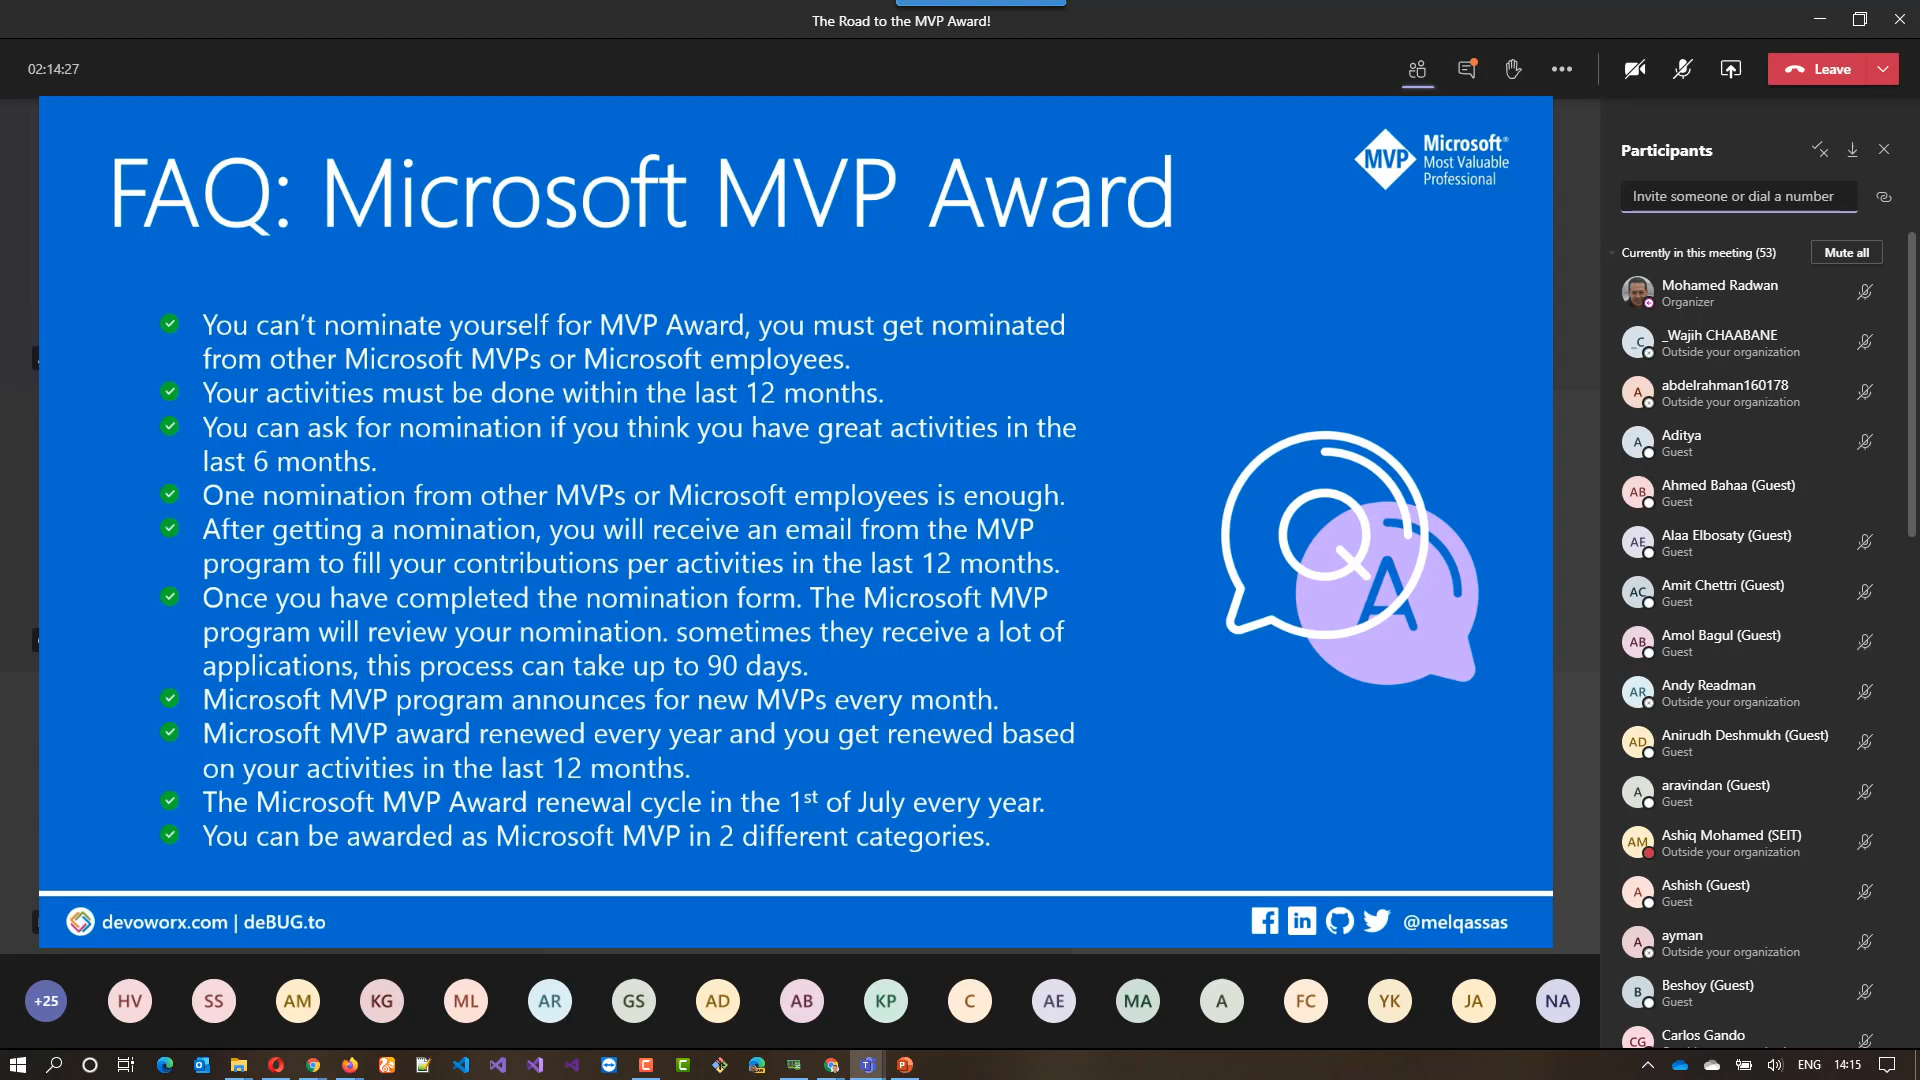 The Road to the MVP Award!
02:14:27
Leave
FAQ: Microsoft MVP Award
MVP
Microsoft®
Most Valuable
Professional
You can't nominate yourself for MVP Award, you must get nominated
from other Microsoft MVPs or Microsoft employees.
Your activities must be done within the last 12 months.
You can ask for nomination if you think you have great activities in the
last 6 months.
One nomination from other MVPs or Microsoft employees is enough.
After getting a nomination, you will receive an email from the MVP
program to fill your contributions per activities in the last 12 months.
Once you have completed the nomination form. The Microsoft MVP
program will review your nomination. sometimes they receive a lot of
applications, this process can take up to 90 days.
Microsoft MVP program announces for new MVPs every month.
Microsoft MVP award renewed every year and you get renewed based
on your activities in the last 12 months.
The Microsoft MVP Award renewal cycle in the 1st of July every year.
You can be awarded as Microsoft MVP in 2 different categories.
Q
A
devoworx.com | deBUG.to
@melqassas
Participants
Invite someone or dial a number
Currently in this meeting (53)
Mute all
Mohamed Radwan
Organizer
_C
_Wajih CHAABANE
Outside your organization
A
abdelrahman160178
Outside your organization
A
Aditya
Guest
AB
Ahmed Bahaa (Guest)
Guest
AE
Alaa Elbosaty (Guest)
Guest
AC
Amit Chettri (Guest)
Guest
AB
Amol Bagul (Guest)
Guest
AR
Andy Readman
Outside your organization
AD
Anirudh Deshmukh (Guest)
Guest
A
aravindan (Guest)
Guest
AM
Ashiq Mohamed (SEIT)
Outside your organization
A
Ashish (Guest)
Guest
A
ayman
Outside your organization
B
Beshoy (Guest)
Guest
CG
Carlos Gando
+25 HV SS AM KG ML AR GS AD AB KP C AE MA A FC YK JA NA
ENG 14:15